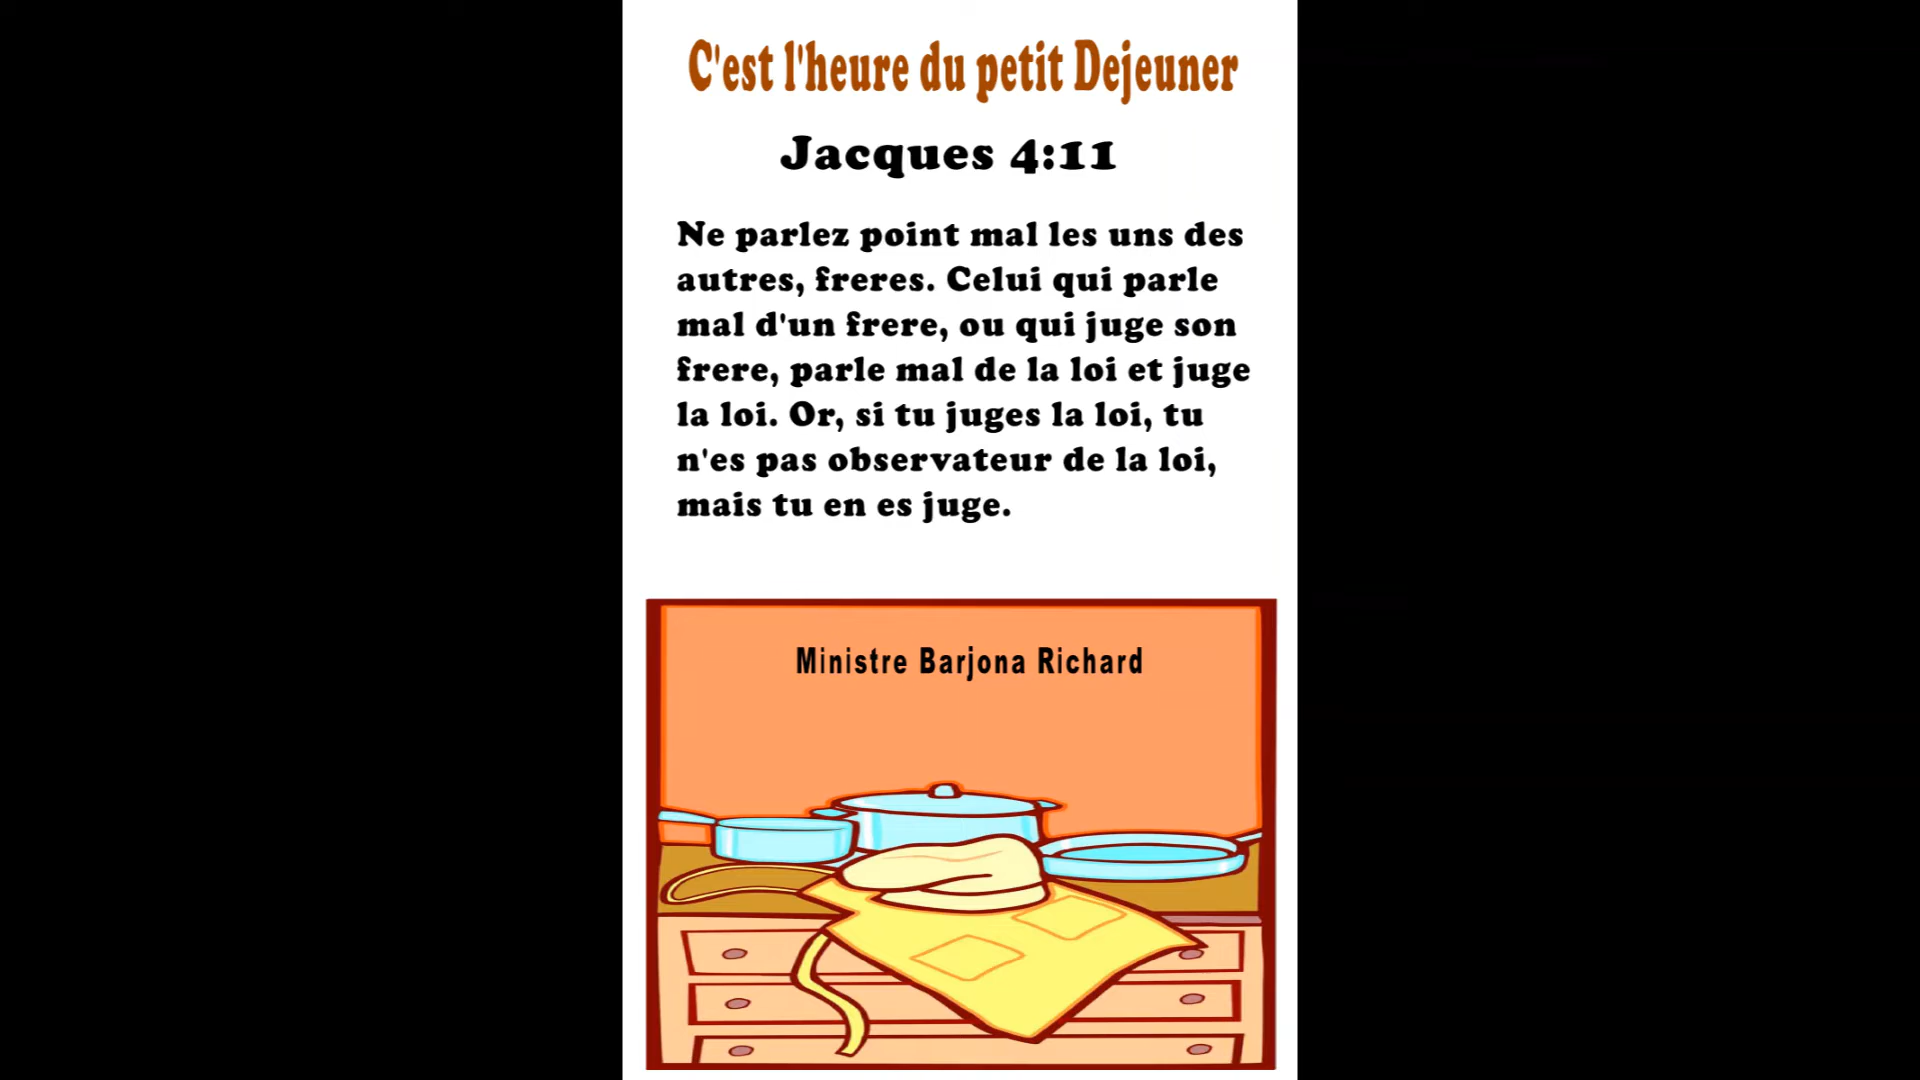 C'est l'heure du petit Dejeuner
Jacques 4:11
Ne parlez point mal les uns des
autres, freres. Celui qui parle
mal d'un frere, ou qui juge son
frere, parle mal de la loi et juge
la loi. Or, si tu juges la loi, tu
n'es pas observateur de la loi,
mais tu en es juge.
Ministre Barjona Richard